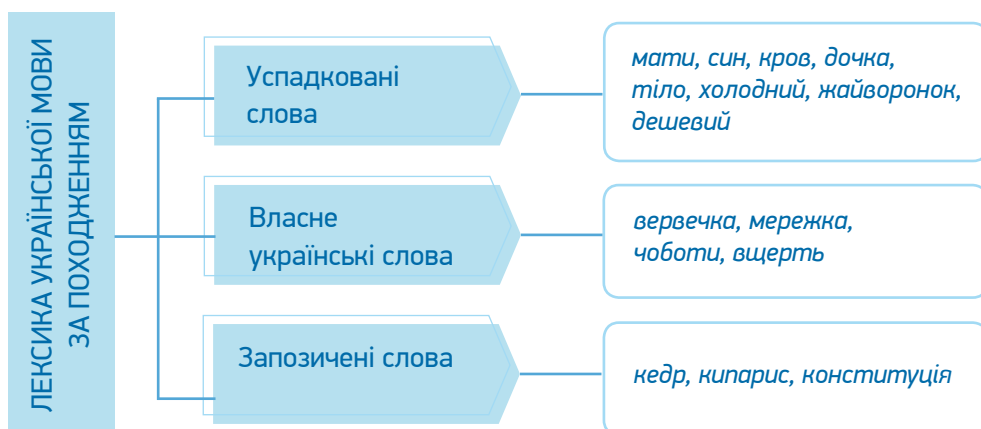 ЛЕКСИКА УКРАЇНСЬКОЇ МОВИ
ЗА ПОХОДЖЕННЯМ
Успадковані
слова
мати, син, кров, дочка,
тіло, холодний, жайворонок,
дешевий
Власне
українські слова
вервечка, мережка,
чоботи, вщерть
Запозичені слова
кедр, кипарис, конституція